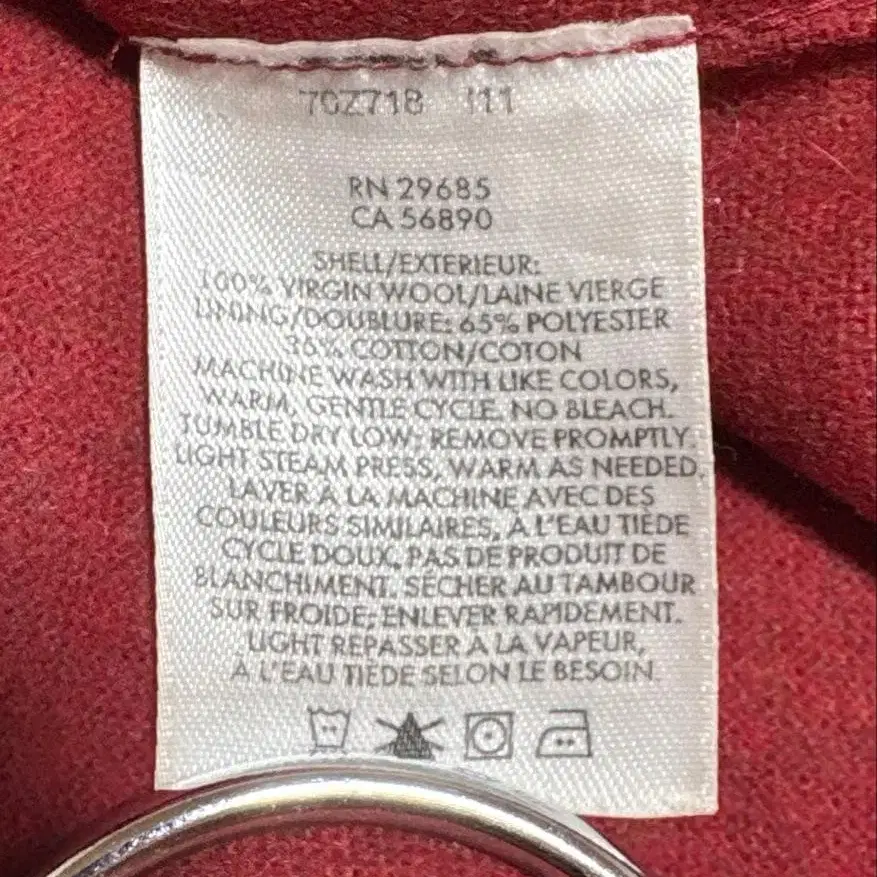 70Z71B 111
RN 29685
CA 56890
SHELL/EXTERIEUR:
100% VIRGIN WOOL/LAINE VIERGE
LINING/DOUBLURE: 65% POLYESTER
COTTON/COTON
MACHINE WASH WITH LIKE COLORS,
WARM, GENTLE CYCLE. NO BLEACH.
TUMBLE DRY LOW; REMOVE PROMPTLY.
LIGHT STEAM PRESS, WARM AS NEEDED.
LAVER A LA MACHINE AVEC DES
COULEURS SIMILAIRES, A L'EAU TIÈDE
CYCLE DOUX. PAS DE PRODUIT DE
BLANCHIMENT. SÉCHER AU TAMBOUR
SUR FROIDE; ENLEVER RAPIDEMENT.
LIGHT REPASSER A LA VAPEUR,
A L'EAU TIÈDE SELON LE BESOIN.